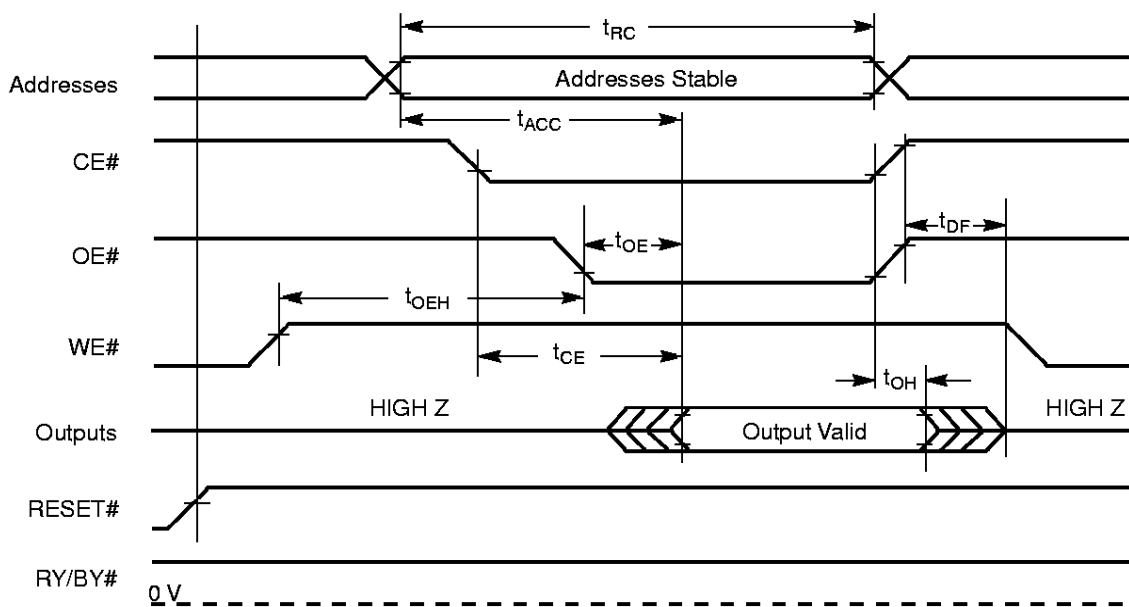 tRC
Addresses
Addresses Stable
tACC
CE#
tDF
OE#
tOE
tOEH
WE#
tCE
tOH
HIGH Z
HIGH Z
Outputs
Output Valid
RESET#
RY/BY#
0 V